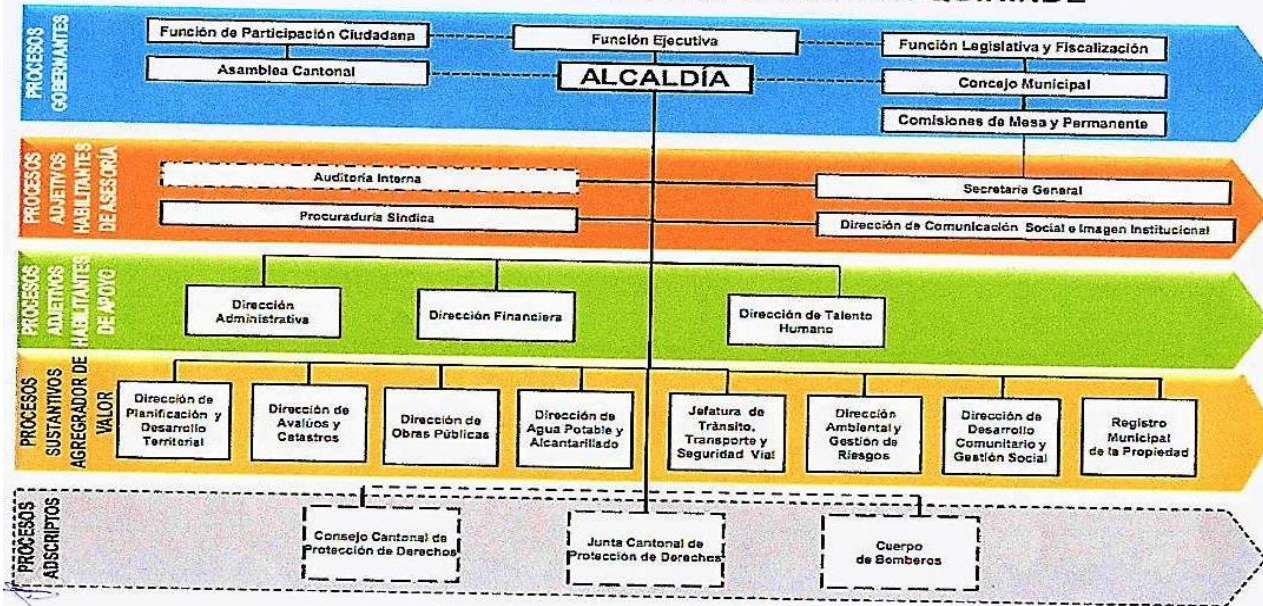 QUININDÉ
PROCESOS
GOBERNANTES
Función de Participación Ciudadana
Función Ejecutiva
Función Legislativa y Fiscalización
Asamblea Cantonal
ALCALDÍA
Concejo Municipal
Comisiones de Mesa y Permanente
PROCESOS
ADJETIVOS
HABILITANTES
DE ASESORÍA
Auditoría Interna
Secretaría General
Procuraduría Síndica
Dirección de Comunicación Social e Imagen Institucional
PROCESOS
ADJETIVOS
HABILITANTES
DE APOYO
Dirección
Administrativa
Dirección Financiera
Dirección de Talento
Humano
PROCESOS
SUSTANTIVOS
AGREGRADOR DE
VALOR
Dirección de
Planificación y
Desarrollo
Territorial
Dirección de
Avalúos y
Catastros
Dirección de
Obras Públicas
Dirección de
Agua Potable y
Alcantarillado
Jefatura de
Trànsito,
Transporte y
Seguridad Vial
Dirección
Ambiental y
Gestión de
Riesgos
Dirección de
Desarrollo
Comunitario y
Gestión Social
Registro
Municipal
de la Propiedad
PROCESOS
ADSCRIPTOS
Consejo Cantonal de
Protección de Derechos
Junta Cantonal de
Protección de Derechos
Cuerpo
de Bomberos